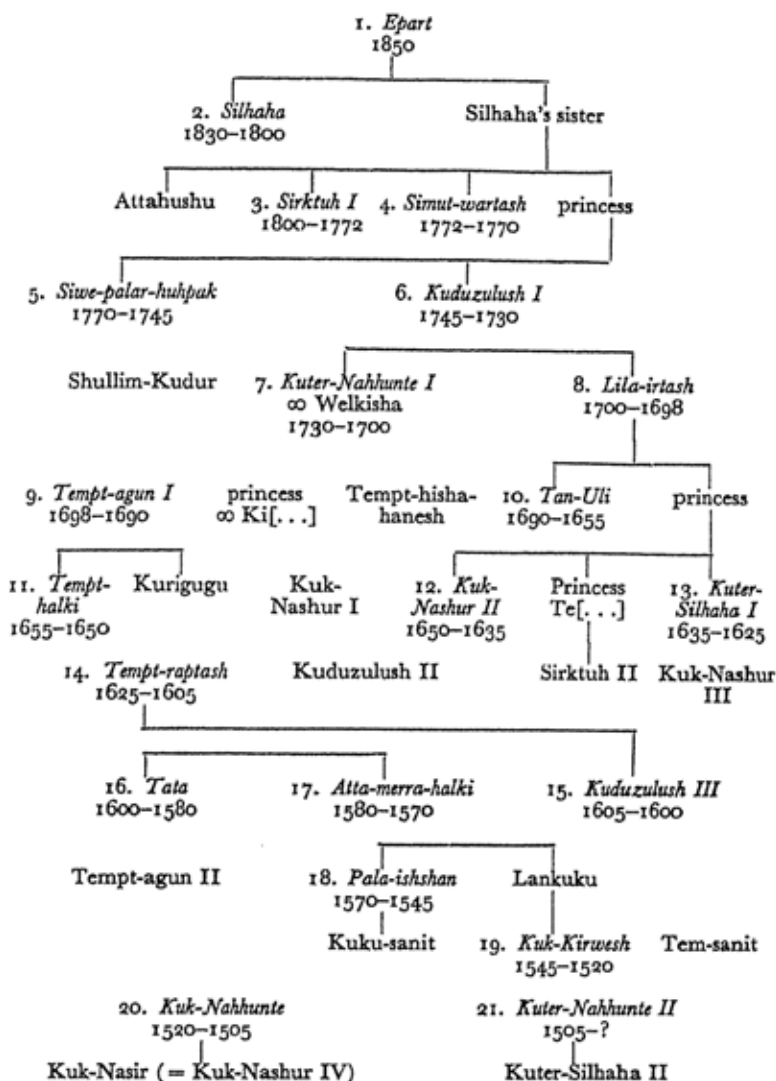 1. Epart
1850
2. Silhaha
1830–1800
Silhaha's sister
Attahushu
3. Sirktuh I
1800–1772
4. Simut-wartash
1772–1770
princess
5. Siwe-palar-huhpak
1770–1745
6. Kuduzulush I
1745–1730
Shullim-Kudur
7. Kuter-Nahhunte I
∞ Welkisha
1730–1700
8. Lila-irtash
1700–1698
9. Tempt-agun I
1698–1690
princess
∞ Ki[...]
Tempt-hisha-
hanesh
10. Tan-Uli
1690–1655
princess
11. Tempt-
halki
1655–1650
Kurigugu
Kuk-
Nashur I
12. Kuk-
Nashur II
1650–1635
Princess
Te[...]
13. Kuter-
Silhaha I
1635–1625
14. Tempt-raptash
1625–1605
Kuduzulush II
Sirktuh II
Kuk-Nashur
III
16. Tata
1600–1580
17. Atta-merra-halki
1580–1570
15. Kuduzulush III
1605–1600
Tempt-agun II
18. Pala-ishshan
1570–1545
Lankuku
Kuku-sanit
19. Kuk-Kirwesh
1545–1520
Tem-sanit
20. Kuk-Nahhunte
1520–1505
21. Kuter-Nahhunte II
1505–?
Kuk-Nasir (= Kuk-Nashur IV)
Kuter-Silhaha II